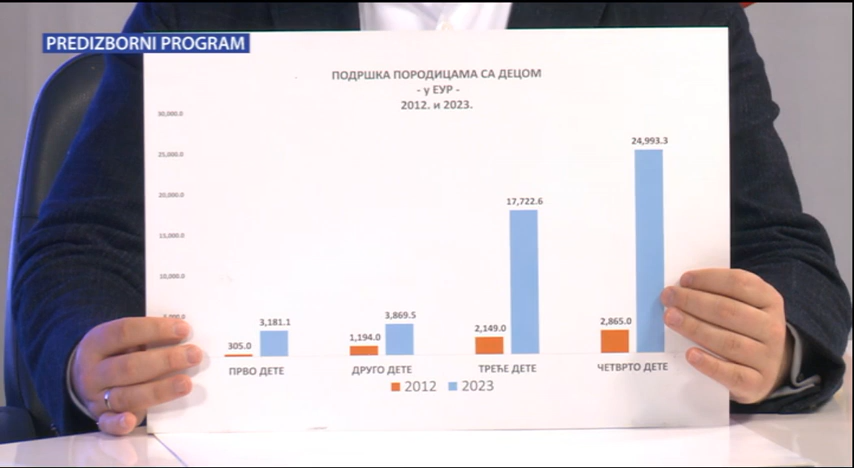 PREDIZBORNI PROGRAM
ПОДРШКА ПОРОДИЦАМА СА ДЕЦОМ
- у ЕУР -
2012. и 2023.
30,000.0
25,000.0
20,000.0
15,000.0
10,000.0
24,993.3
17,722.6
305.0
3,181.1
1,194.0
3,869.5
2,149.0
2,865.0
ПРВО ДЕТЕ
ДРУГО ДЕТЕ
ТРЕЋЕ ДЕТЕ
ЧЕТВРТО ДЕТЕ
2012
2023